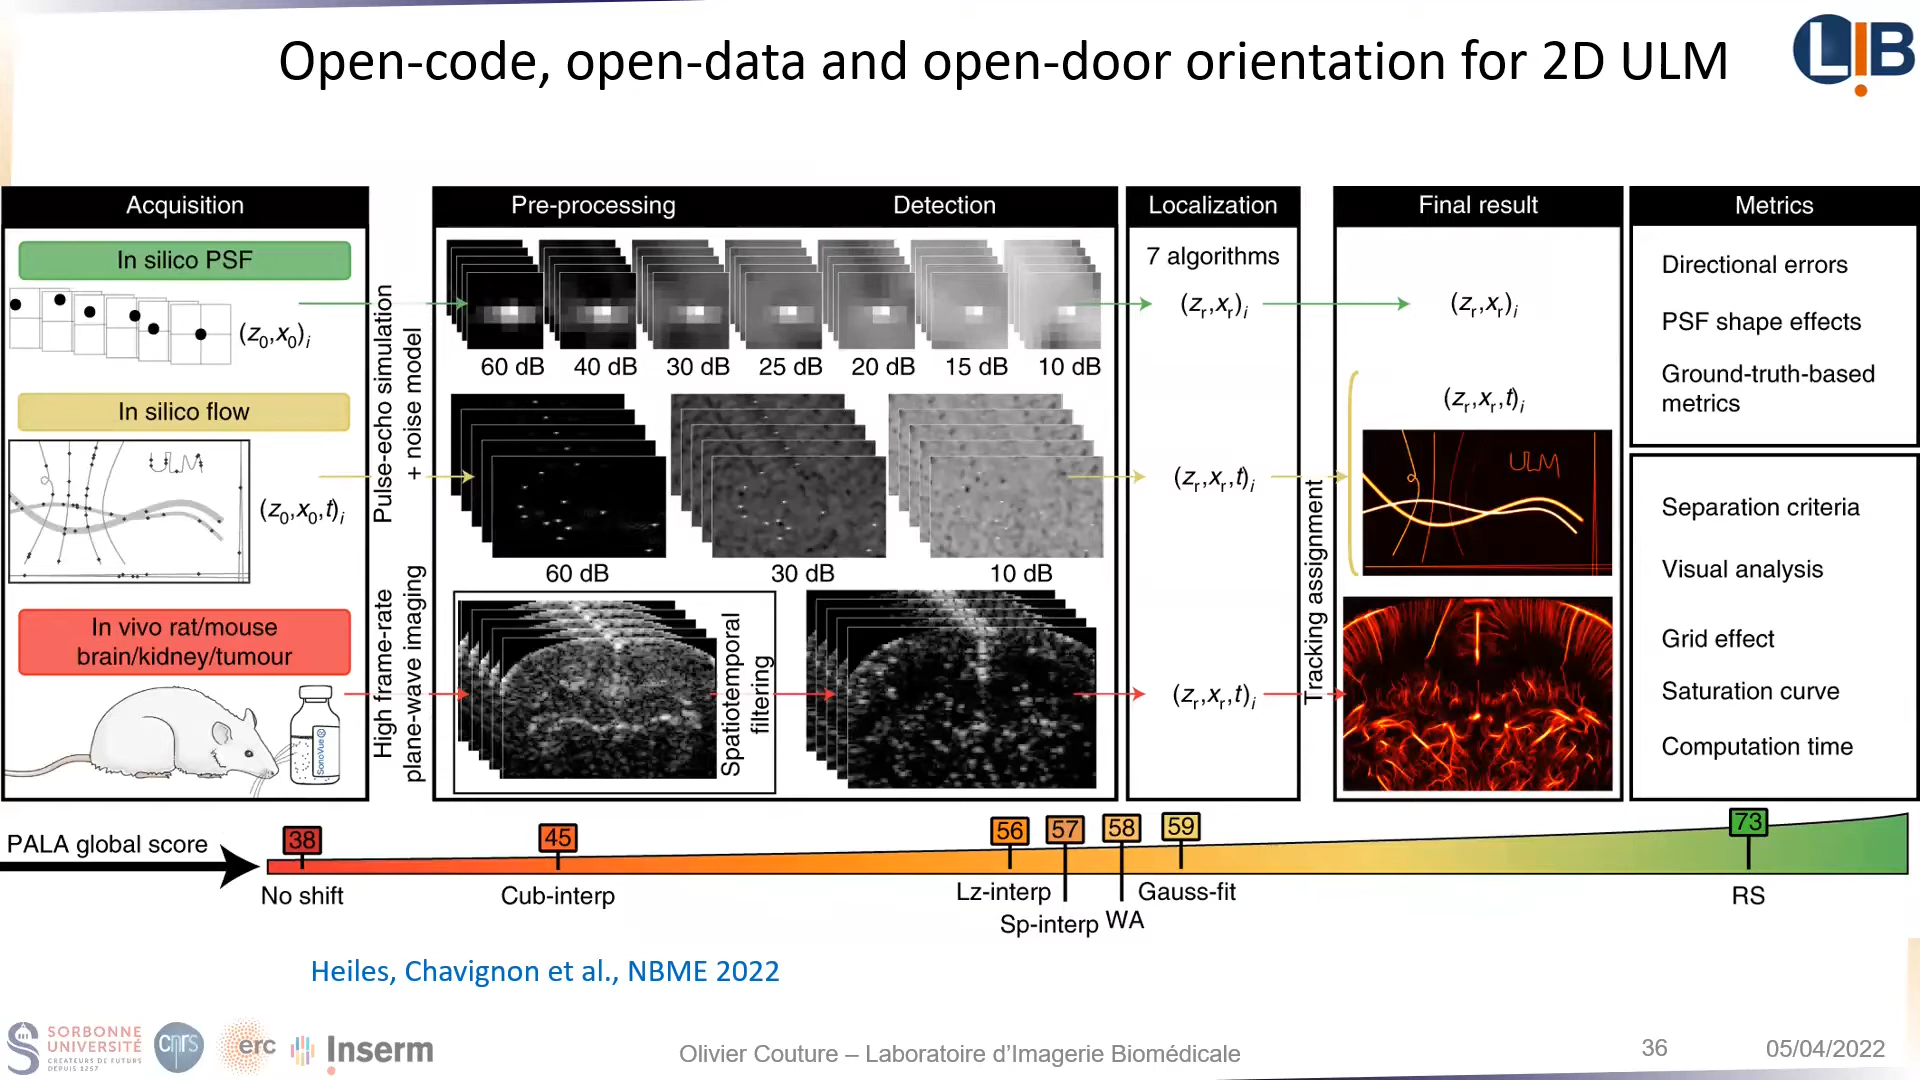 Open-code, open-data and open-door orientation for 2D ULM
LIB
Acquisition
In silico PSF
(z0,x0)i
In silico flow
ULM
(z0,x0,t)i
In vivo rat/mouse
brain/kidney/tumour
SonoVue
Pulse-echo simulation
+ noise model
High frame-rate
plane-wave imaging
Pre-processing
Detection
60 dB
40 dB
30 dB
25 dB
20 dB
15 dB
10 dB
60 dB
30 dB
10 dB
Spatiotemporal
filtering
Localization
7 algorithms
(zr,xr)i
(zr,xr,t)i
(zr,xr,t)i
Tracking assignment
Final result
(zr,xr)i
(zr,xr,t)i
ULM
Metrics
Directional errors
PSF shape effects
Ground-truth-based
metrics
Separation criteria
Visual analysis
Grid effect
Saturation curve
Computation time
PALA global score
38
45
56
57
58
59
73
No shift
Cub-interp
Lz-interp
Sp-interp
WA
Gauss-fit
RS
Heiles, Chavignon et al., NBME 2022
SORBONNE
UNIVERSITÉ
CRÉATEURS DE FUTURS
DEPUIS 1257
cnrs
erc
Inserm
Olivier Couture – Laboratoire d’Imagerie Biomédicale
36
05/04/2022